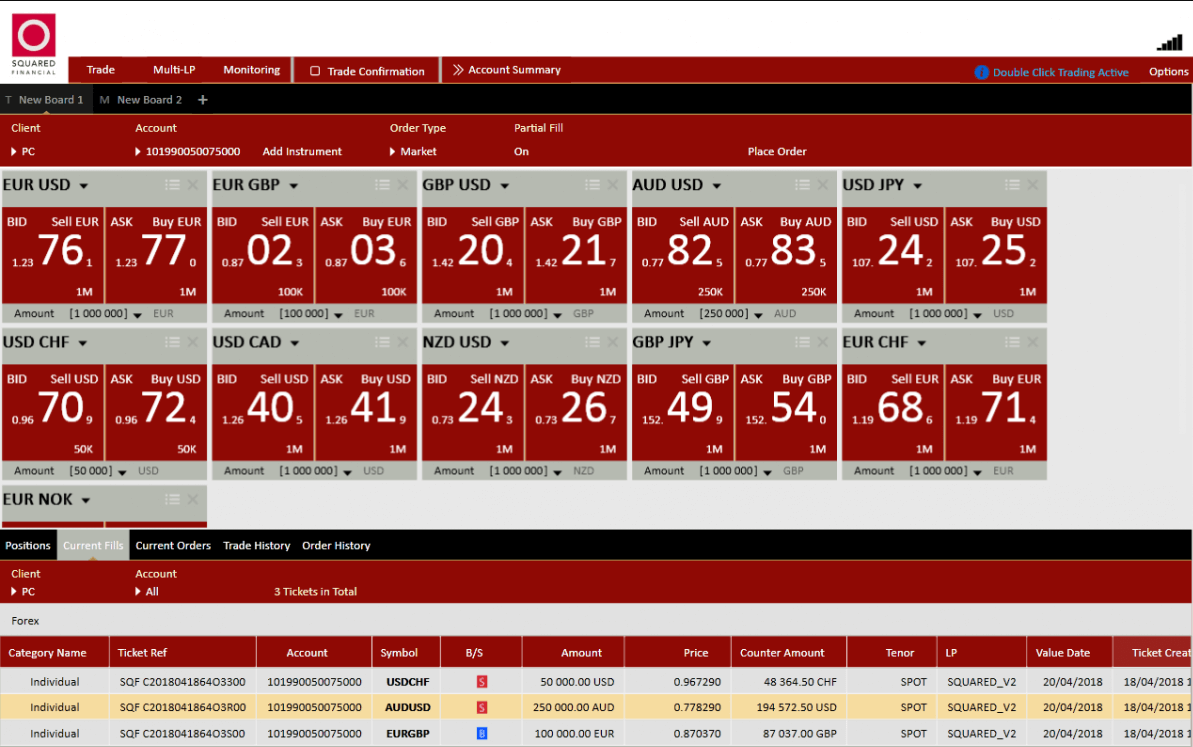 SQUARED
FINANCIAL
Trade Multi-LP Monitoring Trade Confirmation Account Summary Double Click Trading Active Options
T New Board 1 M New Board 2 +
Client Account Order Type Partial Fill
PC 101990050075000 Add Instrument Market On Place Order
EUR USD EUR GBP GBP USD AUD USD USD JPY
BID Sell EUR ASK Buy EUR BID Sell EUR ASK Buy EUR BID Sell GBP ASK Buy GBP BID Sell AUD ASK Buy AUD BID Sell USD ASK Buy USD
1.23 76 1 1.23 77 0 0.87 02 3 0.87 03 6 1.42 20 4 1.42 21 7 0.77 82 5 0.77 83 5 107. 24 2 107. 25 2
1M 1M 100K 100K 1M 1M 250K 250K 1M 1M
Amount [1 000 000] EUR Amount [100 000] EUR Amount [1 000 000] GBP Amount [250 000] AUD Amount [1 000 000] USD
USD CHF USD CAD NZD USD GBP JPY EUR CHF
BID Sell USD ASK Buy USD BID Sell USD ASK Buy USD BID Sell NZD ASK Buy NZD BID Sell GBP ASK Buy GBP BID Sell EUR ASK Buy EUR
0.96 70 9 0.96 72 4 1.26 40 5 1.26 41 9 0.73 24 3 0.73 26 7 152. 49 9 152. 54 0 1.19 68 6 1.19 71 4
50K 50K 1M 1M 1M 1M 1M 1M 1M 1M
Amount [50 000] USD Amount [1 000 000] USD Amount [1 000 000] NZD Amount [1 000 000] GBP Amount [1 000 000] EUR
EUR NOK
Positions Current Fills Current Orders Trade History Order History
Client Account
PC All 3 Tickets in Total
Forex
Category Name Ticket Ref Account Symbol B/S Amount Price Counter Amount Tenor LP Value Date Ticket Creat
Individual SQF C2018041864O3300 101990050075000 USDCHF S 50 000.00 USD 0.967290 48 364.50 CHF SPOT SQUARED_V2 20/04/2018 18/04/2018 1
Individual SQF C2018041864O3R00 101990050075000 AUDUSD S 250 000.00 AUD 0.778290 194 572.50 USD SPOT SQUARED_V2 20/04/2018 18/04/2018 1
Individual SQF C2018041864O3S00 101990050075000 EURGBP B 100 000.00 EUR 0.870370 87 037.00 GBP SPOT SQUARED_V2 20/04/2018 18/04/2018 1